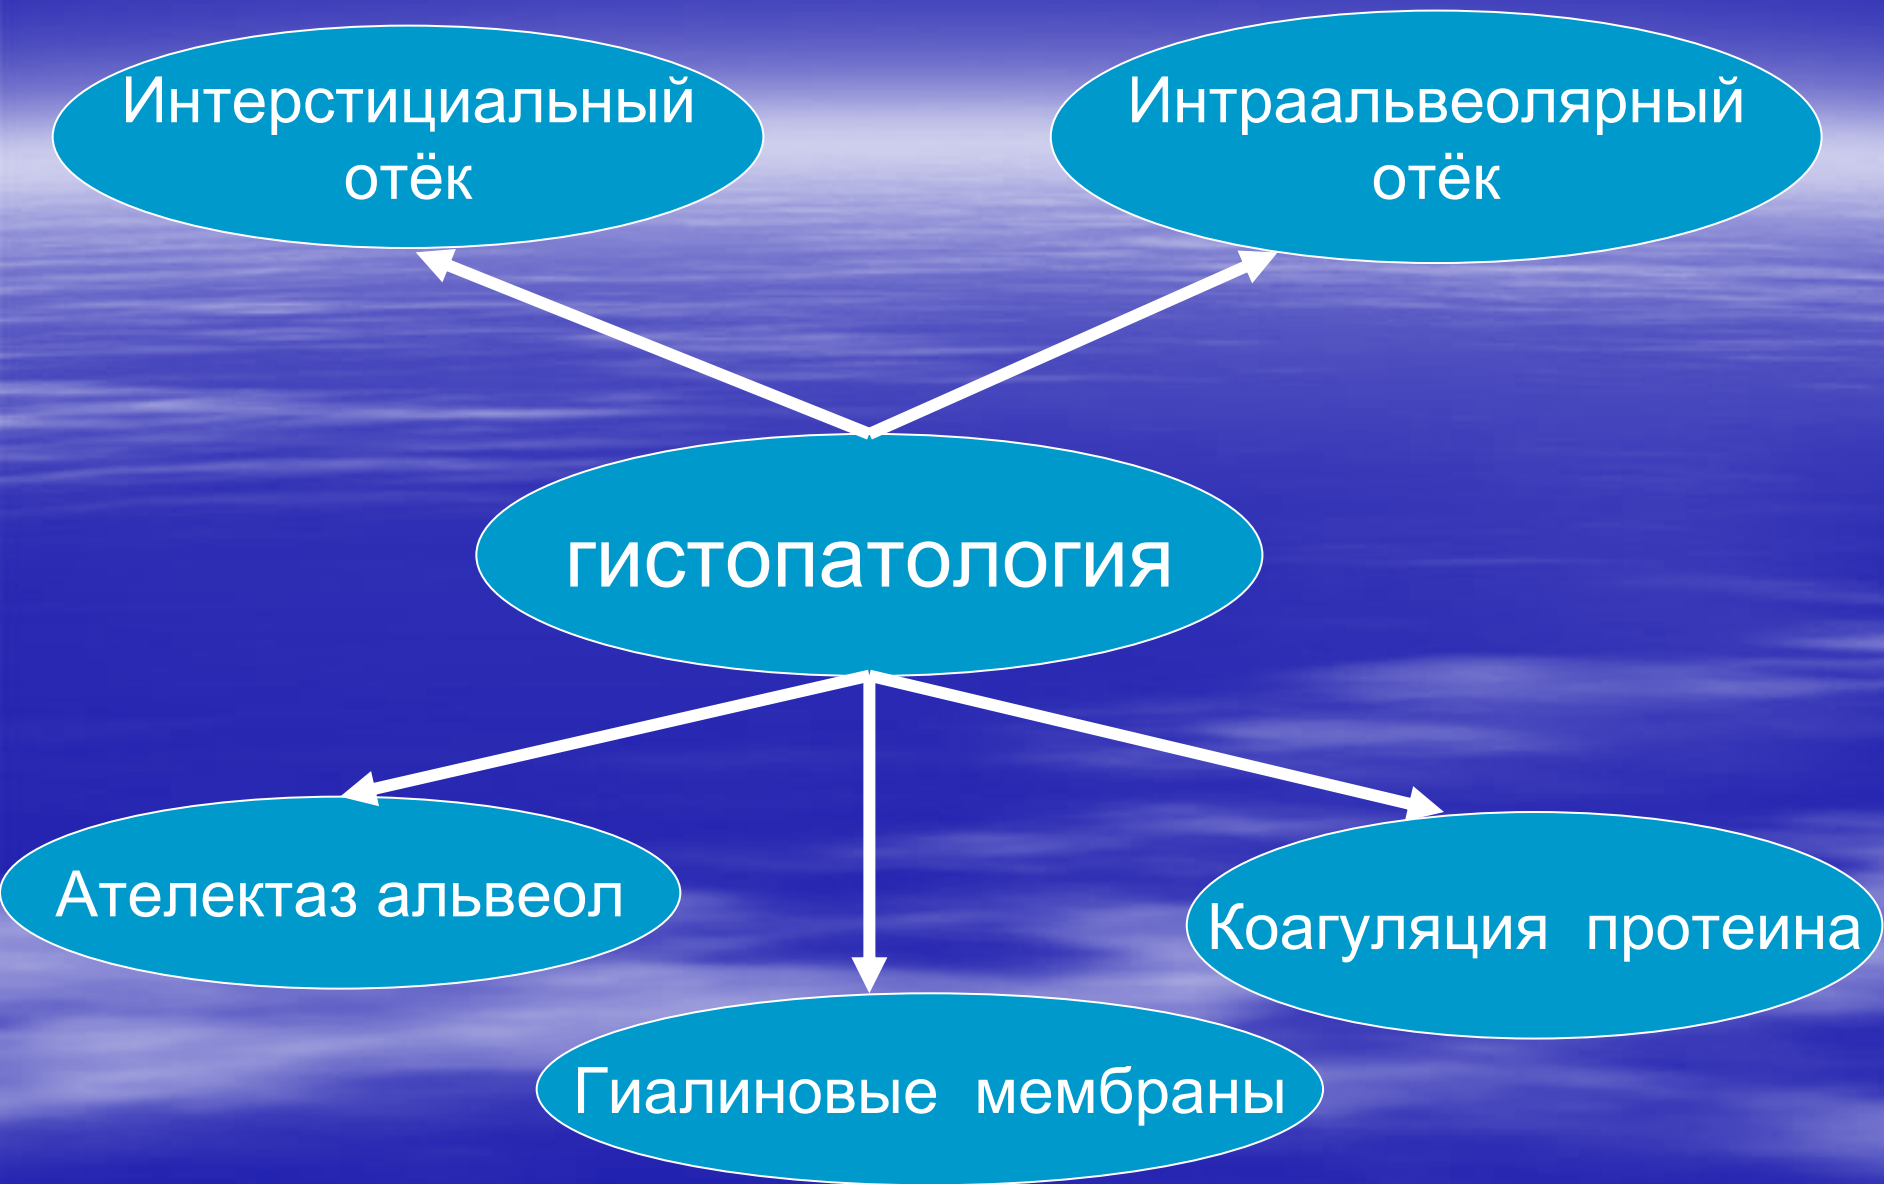 Интерстициальный
отёк
Интраальвеолярный
отёк
гистопатология
Ателектаз альвеол
Коагуляция протеина
Гиалиновые мембраны